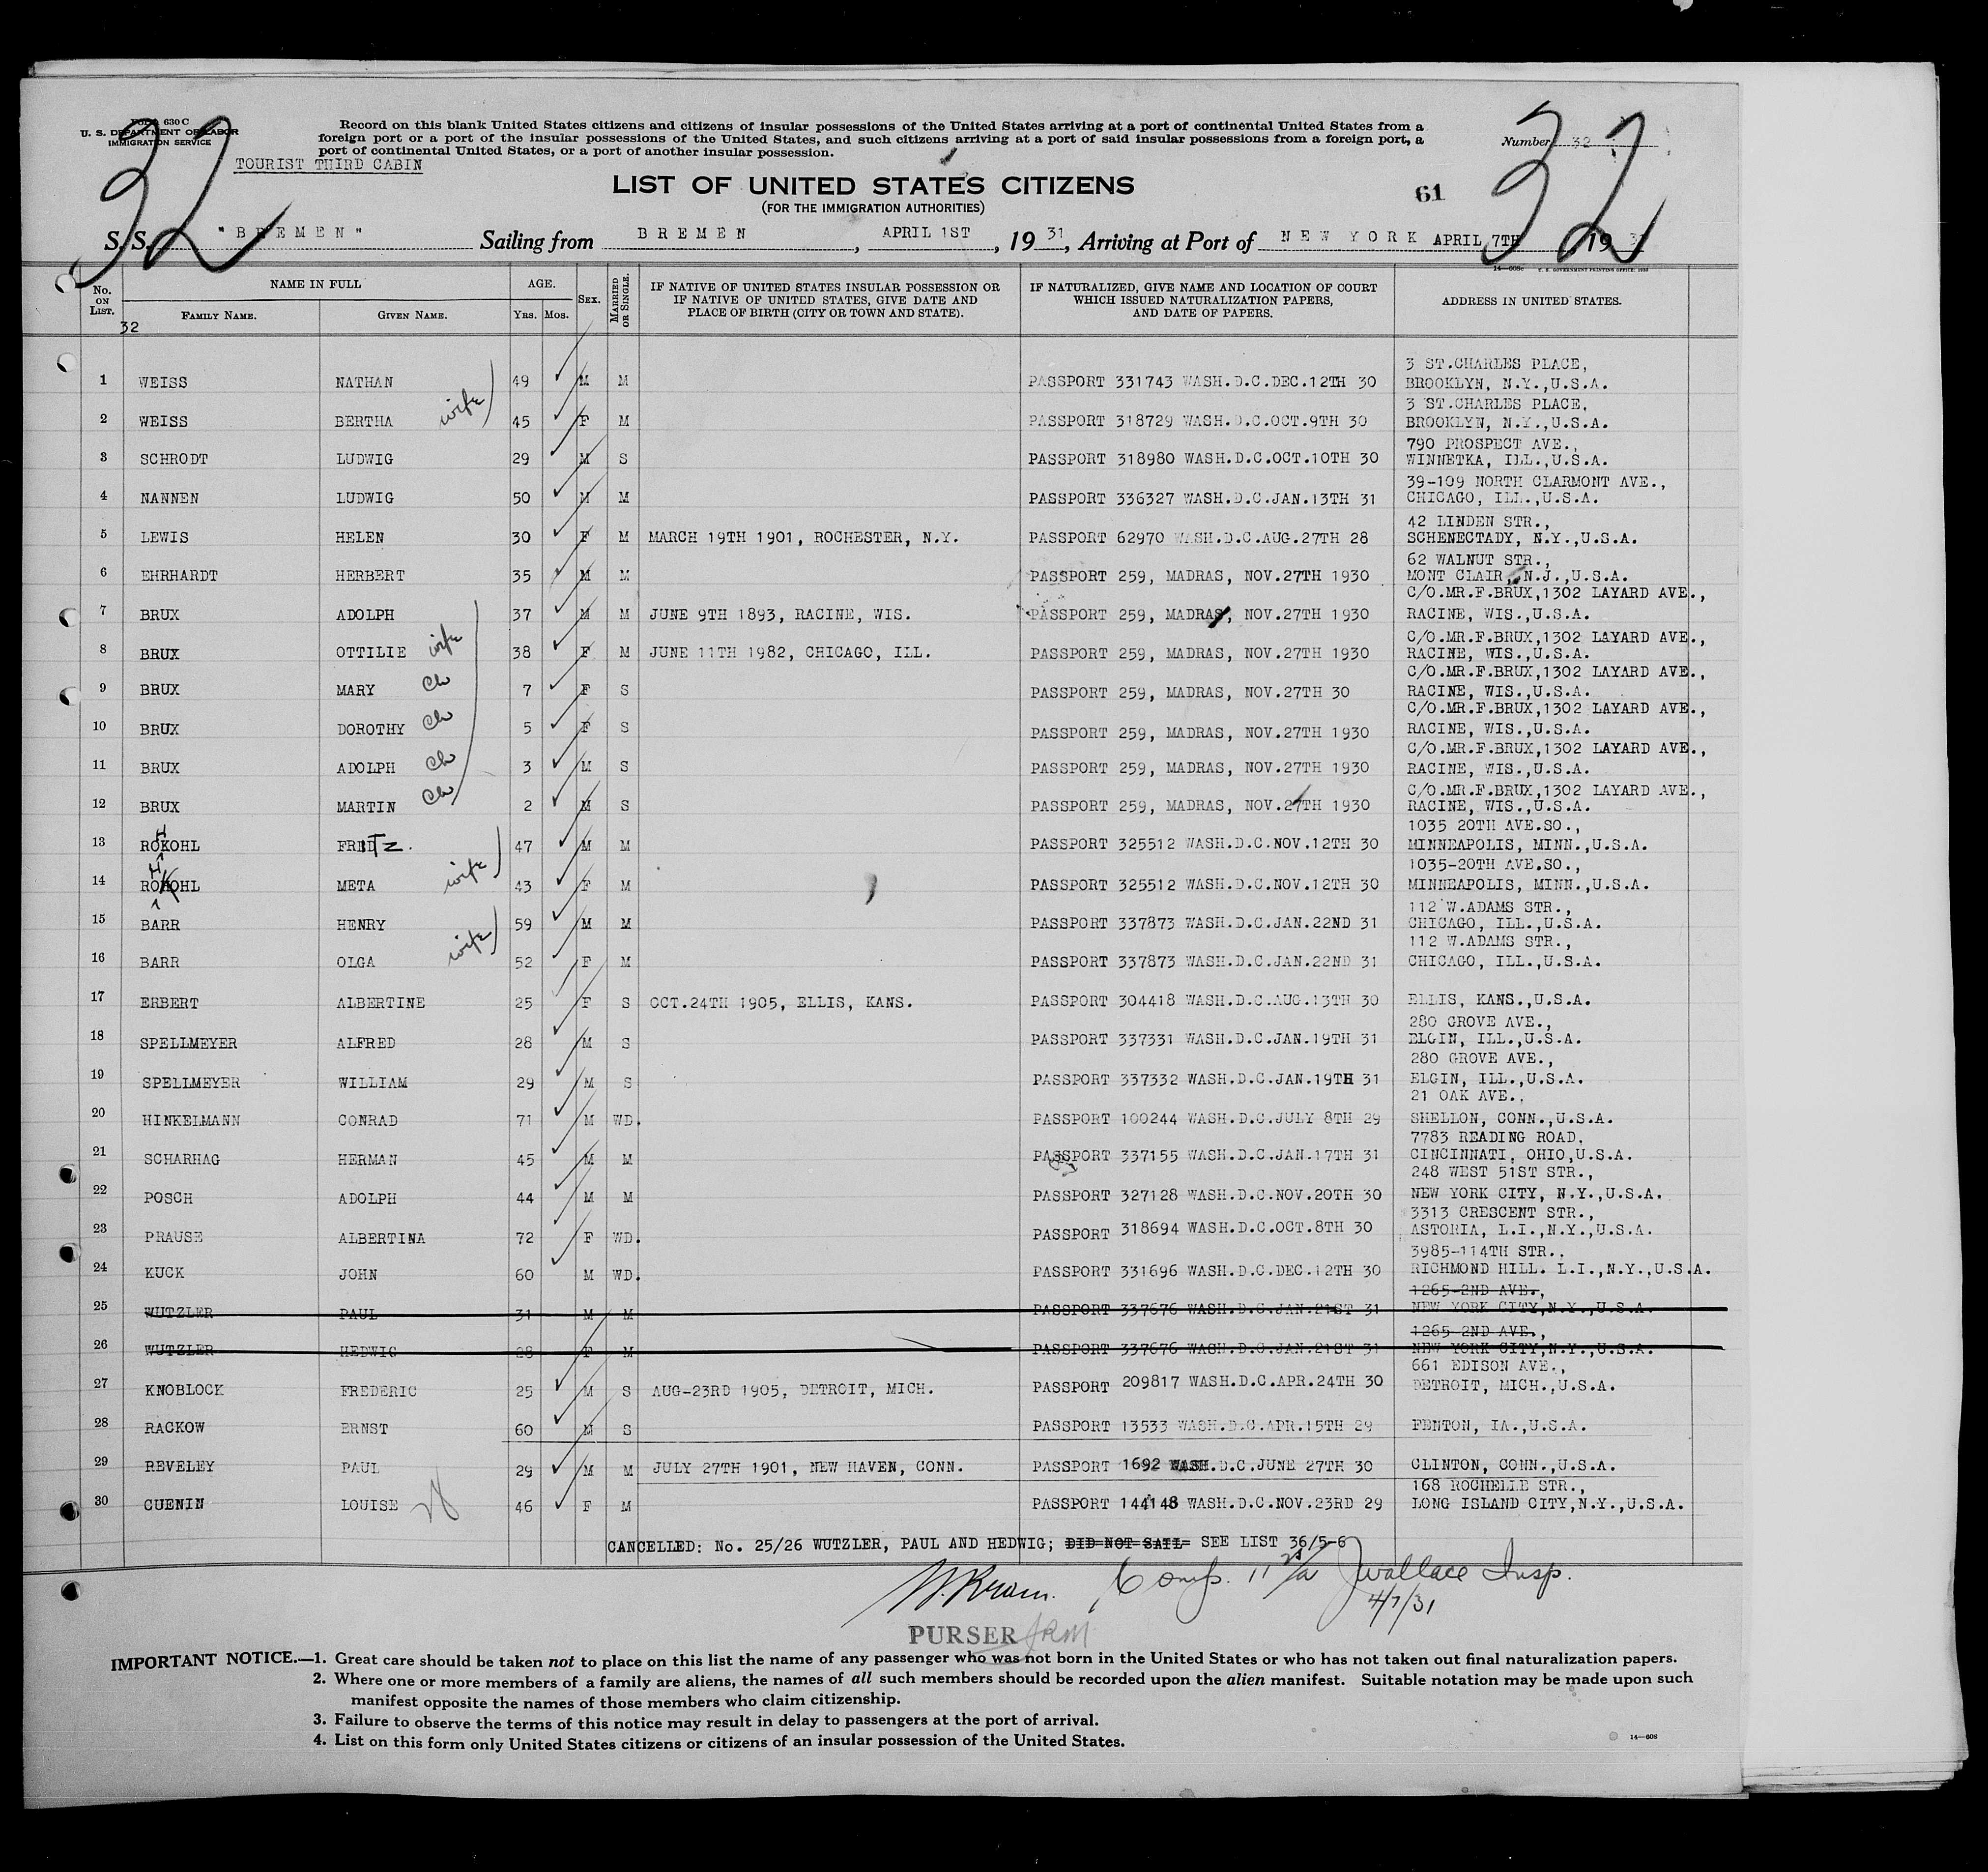 32
32
FORM 630 C
U. S. DEPARTMENT OF LABOR
IMMIGRATION SERVICE
Record on this blank United States citizens and citizens of insular possessions of the United States arriving at a port of continental United States from a
foreign port or a port of the insular possessions of the United States, and such citizens arriving at a port of said insular possessions from a foreign port, a
port of continental United States, or a port of another insular possession.
Number 32
TOURIST THIRD CABIN
LIST OF UNITED STATES CITIZENS
61
(FOR THE IMMIGRATION AUTHORITIES)
S. S. "BREMEN" Sailing from BREMEN, APRIL 1ST, 1931, Arriving at Port of NEW YORK APRIL 7TH 193
14—608c U. S. GOVERNMENT PRINTING OFFICE: 1930
No. ON LIST. NAME IN FULL FAMILY NAME. GIVEN NAME. AGE. Yrs. Mos. SEX. MARRIED OR SINGLE. IF NATIVE OF UNITED STATES INSULAR POSSESSION OR IF NATIVE OF UNITED STATES, GIVE DATE AND PLACE OF BIRTH (CITY OR TOWN AND STATE). IF NATURALIZED, GIVE NAME AND LOCATION OF COURT WHICH ISSUED NATURALIZATION PAPERS, AND DATE OF PAPERS. ADDRESS IN UNITED STATES.
32
3 ST.CHARLES PLACE,
1 WEISS NATHAN 49 M M PASSPORT 331743 WASH.D.C.DEC.12TH 30 BROOKLYN, N.Y.,U.S.A.
3 ST.CHARLES PLACE,
2 WEISS BERTHA wife 45 F M PASSPORT 318729 WASH.D.C.OCT.9TH 30 BROOKLYN, N.Y.,U.S.A.
790 PROSPECT AVE.,
3 SCHRODT LUDWIG 29 M S PASSPORT 318980 WASH.D.C.OCT.10TH 30 WINNETKA, ILL.,U.S.A.
39-109 NORTH CLARMONT AVE.,
4 NANNEN LUDWIG 50 M M PASSPORT 336327 WASH.D.C.JAN.13TH 31 CHICAGO, ILL.,U.S.A.
42 LINDEN STR.,
5 LEWIS HELEN 30 F M MARCH 19TH 1901, ROCHESTER, N.Y. PASSPORT 62970 WASH.D.C.AUG.27TH 28 SCHENECTADY, N.Y.,U.S.A.
62 WALNUT STR.,
6 EHRHARDT HERBERT 35 M M PASSPORT 259, MADRAS, NOV.27TH 1930 MONT CLAIR, N.J.,U.S.A.
C/O.MR.F.BRUX,1302 LAYARD AVE.,
7 BRUX ADOLPH 37 M M JUNE 9TH 1893, RACINE, WIS. PASSPORT 259, MADRAS, NOV.27TH 1930 RACINE, WIS.,U.S.A.
C/O.MR.F.BRUX,1302 LAYARD AVE.,
8 BRUX OTTILIE wife 38 F M JUNE 11TH 1982, CHICAGO, ILL. PASSPORT 259, MADRAS, NOV.27TH 1930 RACINE, WIS.,U.S.A.
C/O.MR.F.BRUX,1302 LAYARD AVE.,
9 BRUX MARY Ch 7 F S PASSPORT 259, MADRAS, NOV.27TH 30 RACINE, WIS.,U.S.A.
C/O.MR.F.BRUX,1302 LAYARD AVE.,
10 BRUX DOROTHY Ch 5 F S PASSPORT 259, MADRAS, NOV.27TH 1930 RACINE, WIS.,U.S.A.
C/O.MR.F.BRUX,1302 LAYARD AVE.,
11 BRUX ADOLPH Ch 3 M S PASSPORT 259, MADRAS, NOV.27TH 1930 RACINE, WIS.,U.S.A.
C/O.MR.F.BRUX,1302 LAYARD AVE.,
12 BRUX MARTIN Ch 2 M S PASSPORT 259, MADRAS, NOV.27TH 1930 RACINE, WIS.,U.S.A.
1035 20TH AVE.SO.,
H
13 ROKOHL FRITZ. 47 M M PASSPORT 325512 WASH.D.C.NOV.12TH 30 MINNEAPOLIS, MINN.,U.S.A.
1035-20TH AVE.SO.,
H
14 ROKOHL META wife 43 F M PASSPORT 325512 WASH.D.C.NOV.12TH 30 MINNEAPOLIS, MINN.,U.S.A.
112 W.ADAMS STR.,
15 BARR HENRY 59 M M PASSPORT 337873 WASH.D.C.JAN.22ND 31 CHICAGO, ILL.,U.S.A.
112 W.ADAMS STR.,
16 BARR OLGA wife 52 F M PASSPORT 337873 WASH.D.C.JAN.22ND 31 CHICAGO, ILL.,U.S.A.
17 ERBERT ALBERTINE 25 F S OCT.24TH 1905, ELLIS, KANS. PASSPORT 304418 WASH.D.C.AUG.13TH 30 ELLIS, KANS.,U.S.A.
280 GROVE AVE.,
18 SPELLMEYER ALFRED 28 M S PASSPORT 337331 WASH.D.C.JAN.19TH 31 ELGIN, ILL.,U.S.A.
280 GROVE AVE.,
19 SPELLMEYER WILLIAM 29 M S PASSPORT 337332 WASH.D.C.JAN.19TH 31 ELGIN, ILL.,U.S.A.
21 OAK AVE.,
20 HINKELMANN CONRAD 71 M WD. PASSPORT 100244 WASH.D.C.JULY 8TH 29 SHELLON, CONN.,U.S.A.
7783 READING ROAD,
21 SCHARHAG HERMAN 45 M M PASSPORT 337155 WASH.D.C.JAN.17TH 31 CINCINNATI, OHIO,U.S.A.
248 WEST 51ST STR.,
22 POSCH ADOLPH 44 M M PASSPORT 327128 WASH.D.C.NOV.20TH 30 NEW YORK CITY, N.Y.,U.S.A.
3313 CRESCENT STR.,
23 PRAUSE ALBERTINA 72 F WD. PASSPORT 318694 WASH.D.C.OCT.8TH 30 ASTORIA, L.I.,N.Y.,U.S.A.
3985-114TH STR.,
24 KUCK JOHN 60 M WD. PASSPORT 331696 WASH.D.C.DEC.12TH 30 RICHMOND HILL. L.I.,N.Y.,U.S.A.
1265-2ND AVE.,
25 WUTZLER PAUL 31 M M PASSPORT 337676 WASH.D.C.JAN.21ST 31 NEW YORK CITY,N.Y.,U.S.A.
1265-2ND AVE.,
26 WUTZLER HEDWIG 28 F M PASSPORT 337676 WASH.D.C.JAN.21ST 31 NEW YORK CITY,N.Y.,U.S.A.
661 EDISON AVE.,
27 KNOBLOCK FREDERIC 25 M S AUG-23RD 1905, DETROIT, MICH. PASSPORT 209817 WASH.D.C.APR.24TH 30 DETROIT, MICH.,U.S.A.
28 RACKOW ERNST 60 M S PASSPORT 13533 WASH.D.C.APR.15TH 29 FENTON, IA.,U.S.A.
29 REVELEY PAUL 29 M M JULY 27TH 1901, NEW HAVEN, CONN. PASSPORT 1692 WASH.D.C.JUNE 27TH 30 CLINTON, CONN.,U.S.A.
168 ROCHELLE STR.,
30 GUENIN LOUISE 28 46 F M PASSPORT 144148 WASH.D.C.NOV.23RD 29 LONG ISLAND CITY,N.Y.,U.S.A.
CANCELLED: No. 25/26 WUTZLER, PAUL AND HEDWIG; DID NOT SAIL SEE LIST 36/5-6
Comp. JWallace Insp.
4/7/31
PURSER JRM
IMPORTANT NOTICE.—1. Great care should be taken not to place on this list the name of any passenger who was not born in the United States or who has not taken out final naturalization papers.
2. Where one or more members of a family are aliens, the names of all such members should be recorded upon the alien manifest. Suitable notation may be made upon such
manifest opposite the names of those members who claim citizenship.
3. Failure to observe the terms of this notice may result in delay to passengers at the port of arrival.
4. List on this form only United States citizens or citizens of an insular possession of the United States.
14—608